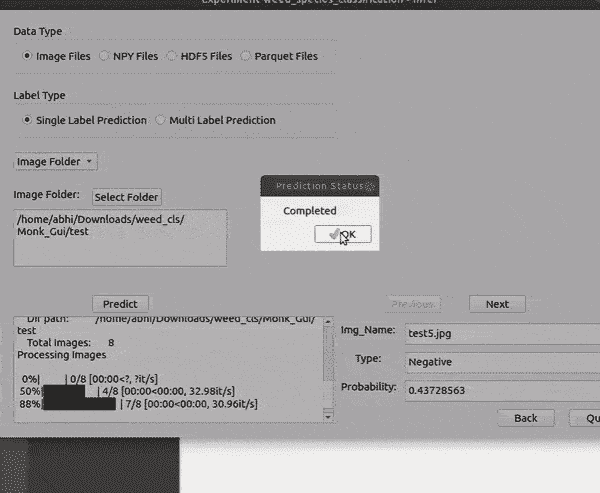 Experiment weed_species_classification - Infer
Data Type
Image Files NPY Files HDF5 Files Parquet Files
Label Type
Single Label Prediction Multi Label Prediction
Image Folder
Image Folder: Select Folder
/home/abhi/Downloads/weed_cls/
Monk_Gui/test
Prediction Status
Completed
OK
Predict
Previous Next
Dir path: /home/abhi/Downloads/weed_cls/Monk_Gui/
test
Total Images: 8
Processing Images
0%| | 0/8 [00:00<?, ?it/s]
50%| | 4/8 [00:00<00:00, 32.98it/s]
88%| | 7/8 [00:00<00:00, 30.96it/s]
Img_Name: test5.jpg
Type: Negative
Probability: 0.43728563
Back Qu